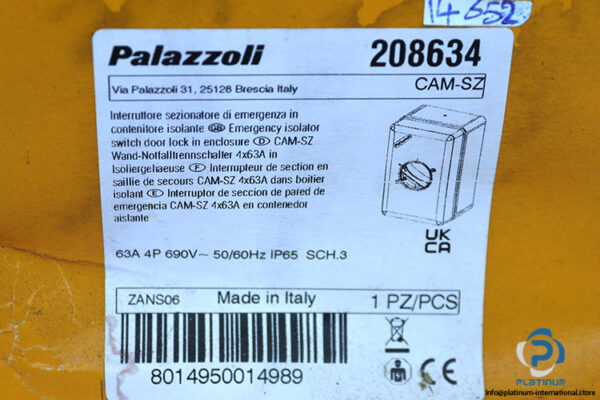 14652
Palazzoli
208634
Via Palazzoli 31, 25128 Brescia Italy
CAM-SZ
Interruttore sezionatore di emergenza in
contenitore isolante GB Emergency isolator
switch door lock in enclosure D CAM-SZ
Wand-Notfalltrennschalter 4x63A in
Isoliergehaeuse F Interrupteur de section en
saillie de secours CAM-SZ 4x63A dans boitier
isolant E Interruptor de seccion de pared de
emergencia CAM-SZ 4x63A en contenedor
aislante
UK
CA
63A 4P 690V~ 50/60Hz IP65 SCH.3
ZANS06
Made in Italy
1 PZ/PCS
8014950014989
CE
PLATINUM
info@platinum-international.store